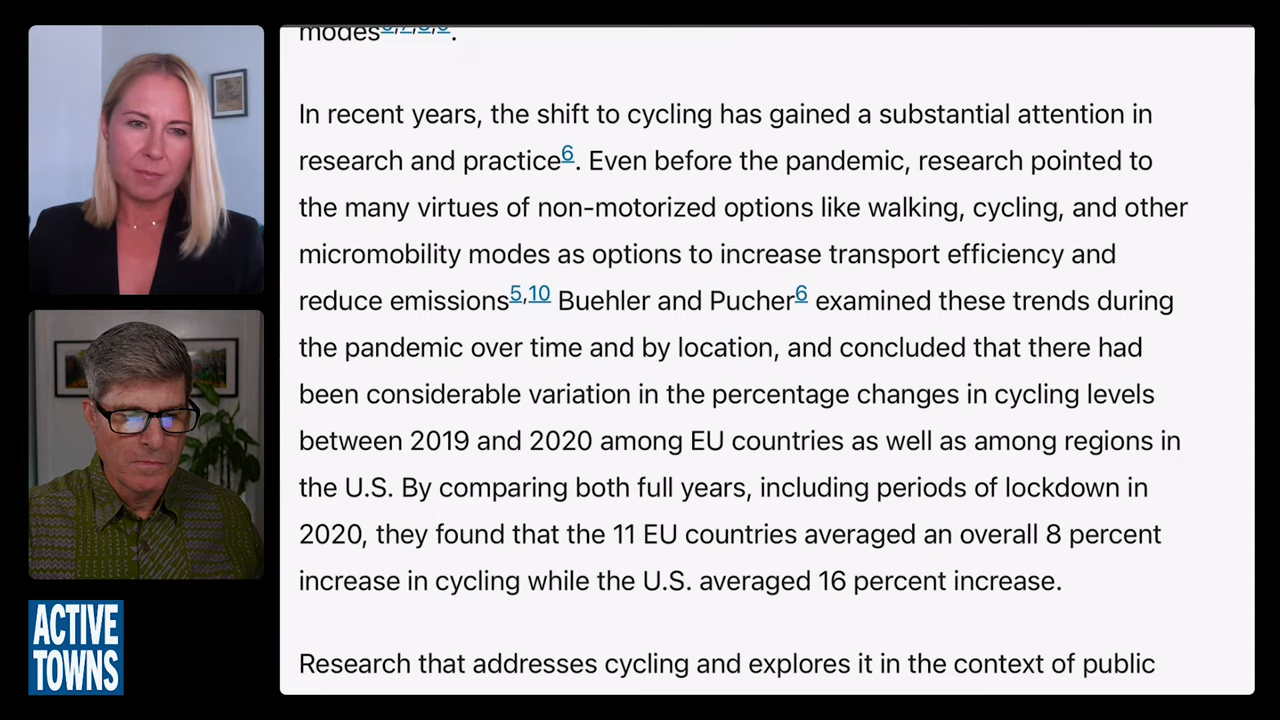 modes
In recent years, the shift to cycling has gained a substantial attention in
research and practice6. Even before the pandemic, research pointed to
the many virtues of non-motorized options like walking, cycling, and other
micromobility modes as options to increase transport efficiency and
reduce emissions5,10 Buehler and Pucher6 examined these trends during
the pandemic over time and by location, and concluded that there had
been considerable variation in the percentage changes in cycling levels
between 2019 and 2020 among EU countries as well as among regions in
the U.S. By comparing both full years, including periods of lockdown in
2020, they found that the 11 EU countries averaged an overall 8 percent
increase in cycling while the U.S. averaged 16 percent increase.
Research that addresses cycling and explores it in the context of public
ACTIVE
TOWNS